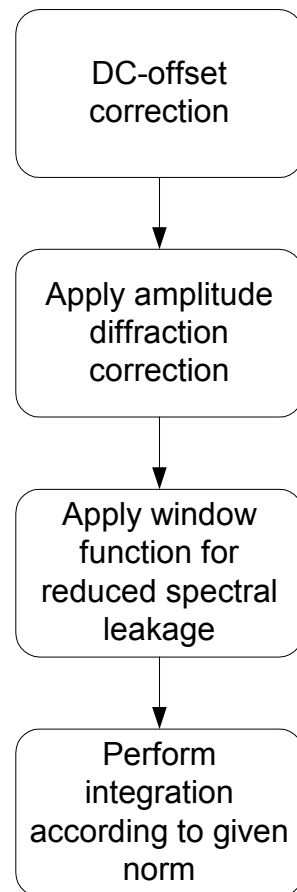 DC-offset
correction
Apply amplitude
diffraction
correction
Apply window
function for
reduced spectral
leakage
Perform
integration
according to given
norm